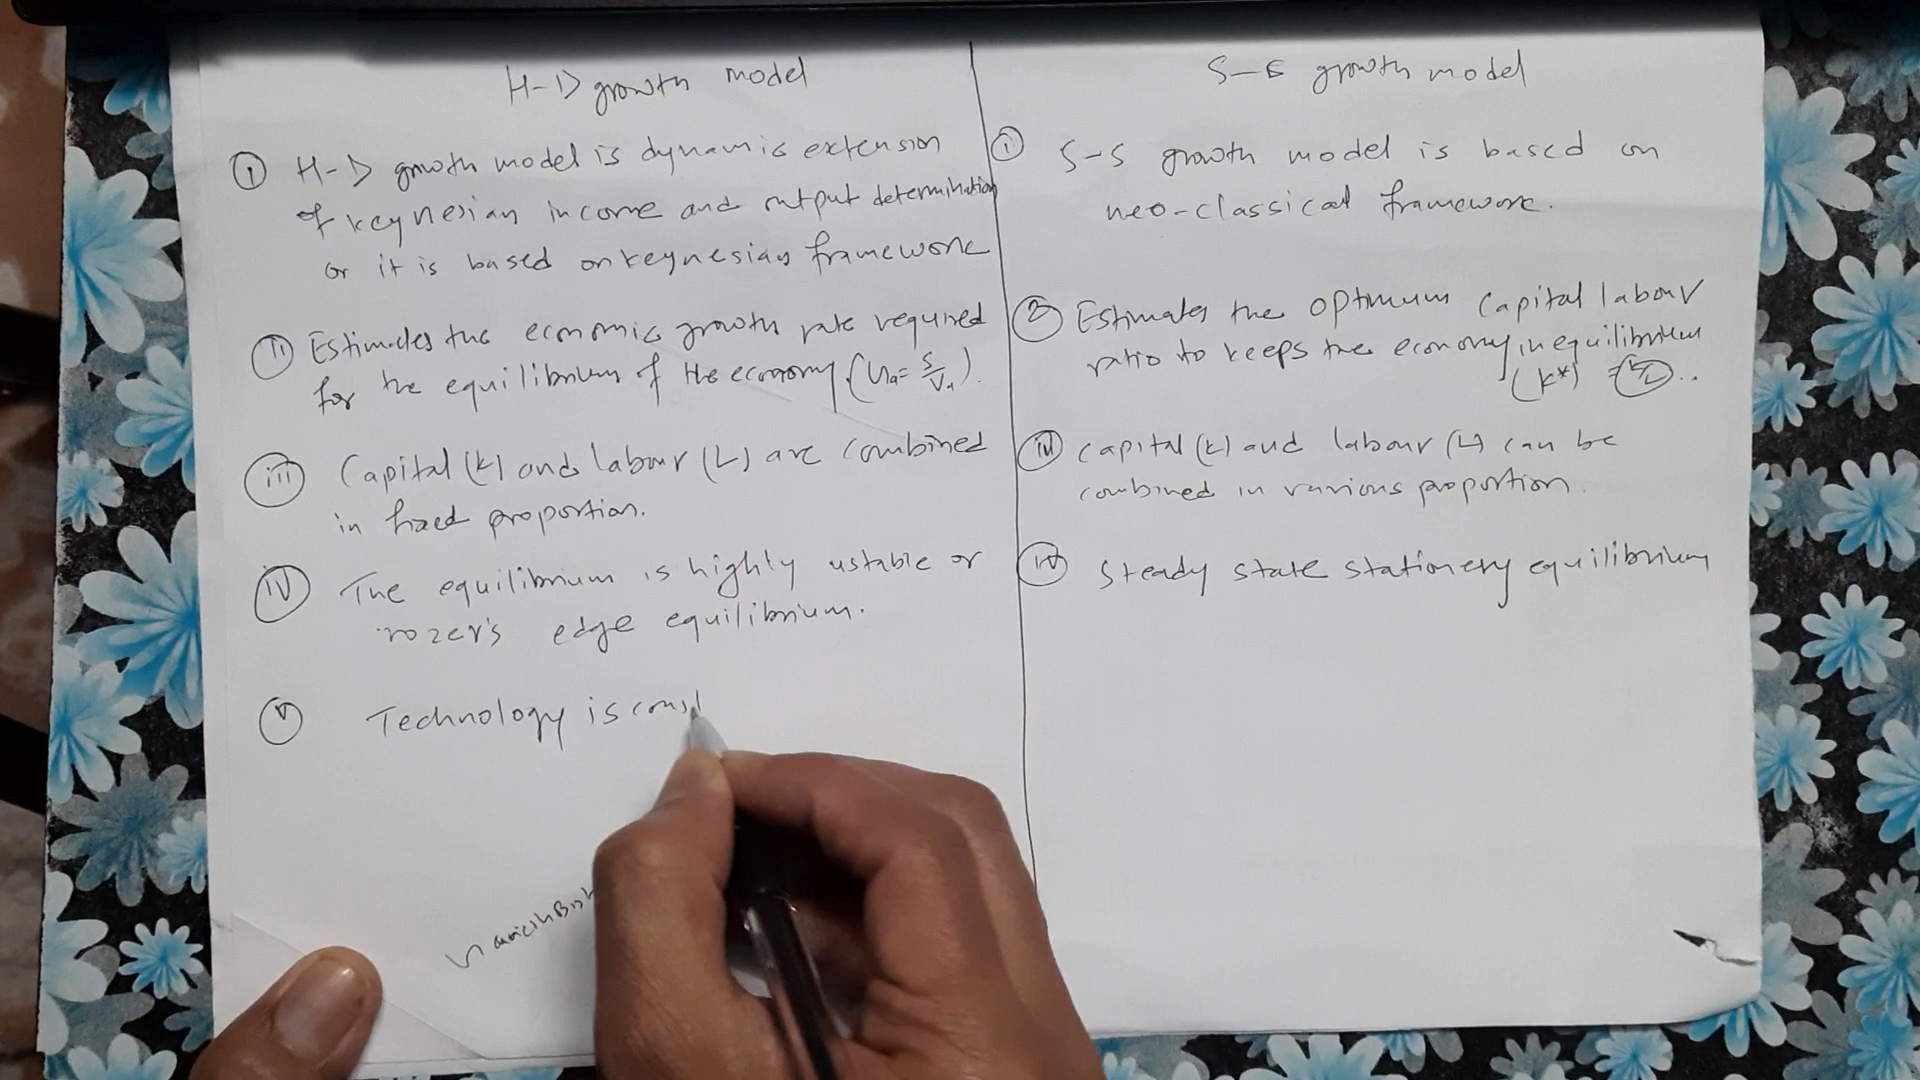 H-D growth model
① H-D growth model is dynamic extension
of keynesian income and output determination
or it is based on keynesian framework
ii Estimates the economic growth rate required
for the equilibrium of the economy.
iii Capital (K) and labour (L) are combined
in fixed proportion.
iv The equilibrium is highly ustable or
rozer's edge equilibrium.
v Technology is const
S-S growth model
① S-S growth model is based on
neo-classical framework.
② Estimates the optimum capital labour
ratio to keeps the economy in equilibrium
(k*)
iii capital (K) and labour (L) can be
combined in various proportion.
iv Steady state stationery equilibrium